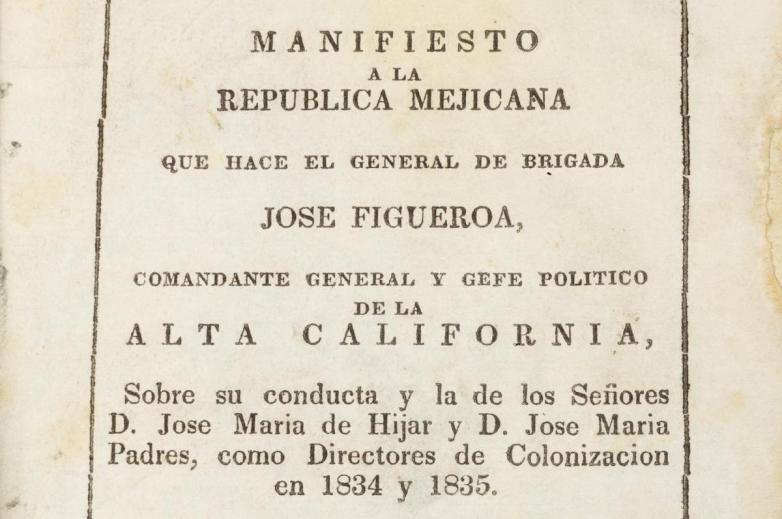 MANIFIESTO
A LA
REPUBLICA MEJICANA
QUE HACE EL GENERAL DE BRIGADA
JOSE FIGUEROA,
COMANDANTE GENERAL Y GEFE POLITICO
DE LA
ALTA CALIFORNIA,
Sobre su conducta y la de los Señores
D. Jose Maria de Hijar y D. Jose Maria
Padres, como Directores de Colonizacion
en 1834 y 1835.